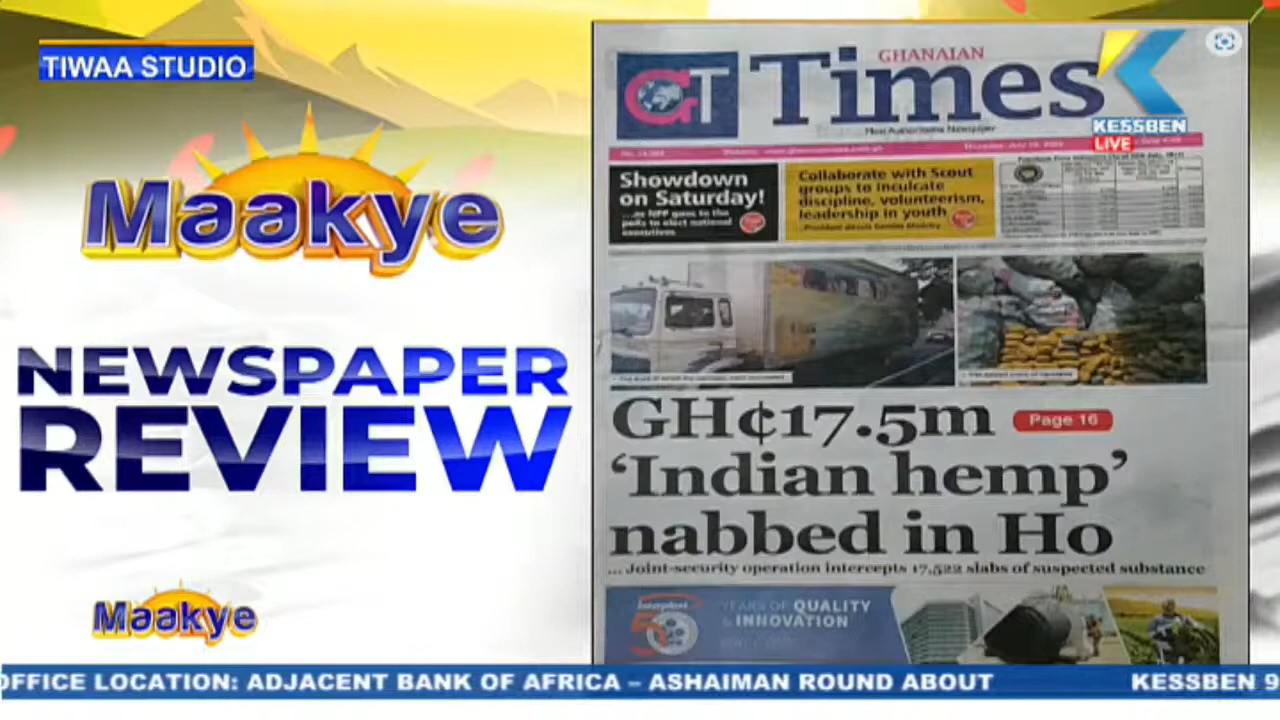 TIWAA STUDIO
Maakye
NEWSPAPER
REVIEW
Maakye
GT
GHANAIAN
Times
KESSBEN
LIVE
Showdown
on Saturday!
...as NPP goes to the
polls to elect national
executives
Collaborate with Scout
groups to inculcate
discipline, volunteerism,
leadership in youth
GH¢17.5m
Page 16
‘Indian hemp’
nabbed in Ho
... Joint-security operation intercepts 17,522 slabs of suspected substance
50
YEARS OF QUALITY
& INNOVATION
OFFICE LOCATION: ADJACENT BANK OF AFRICA – ASHAIMAN ROUND ABOUT
KESSBEN 9